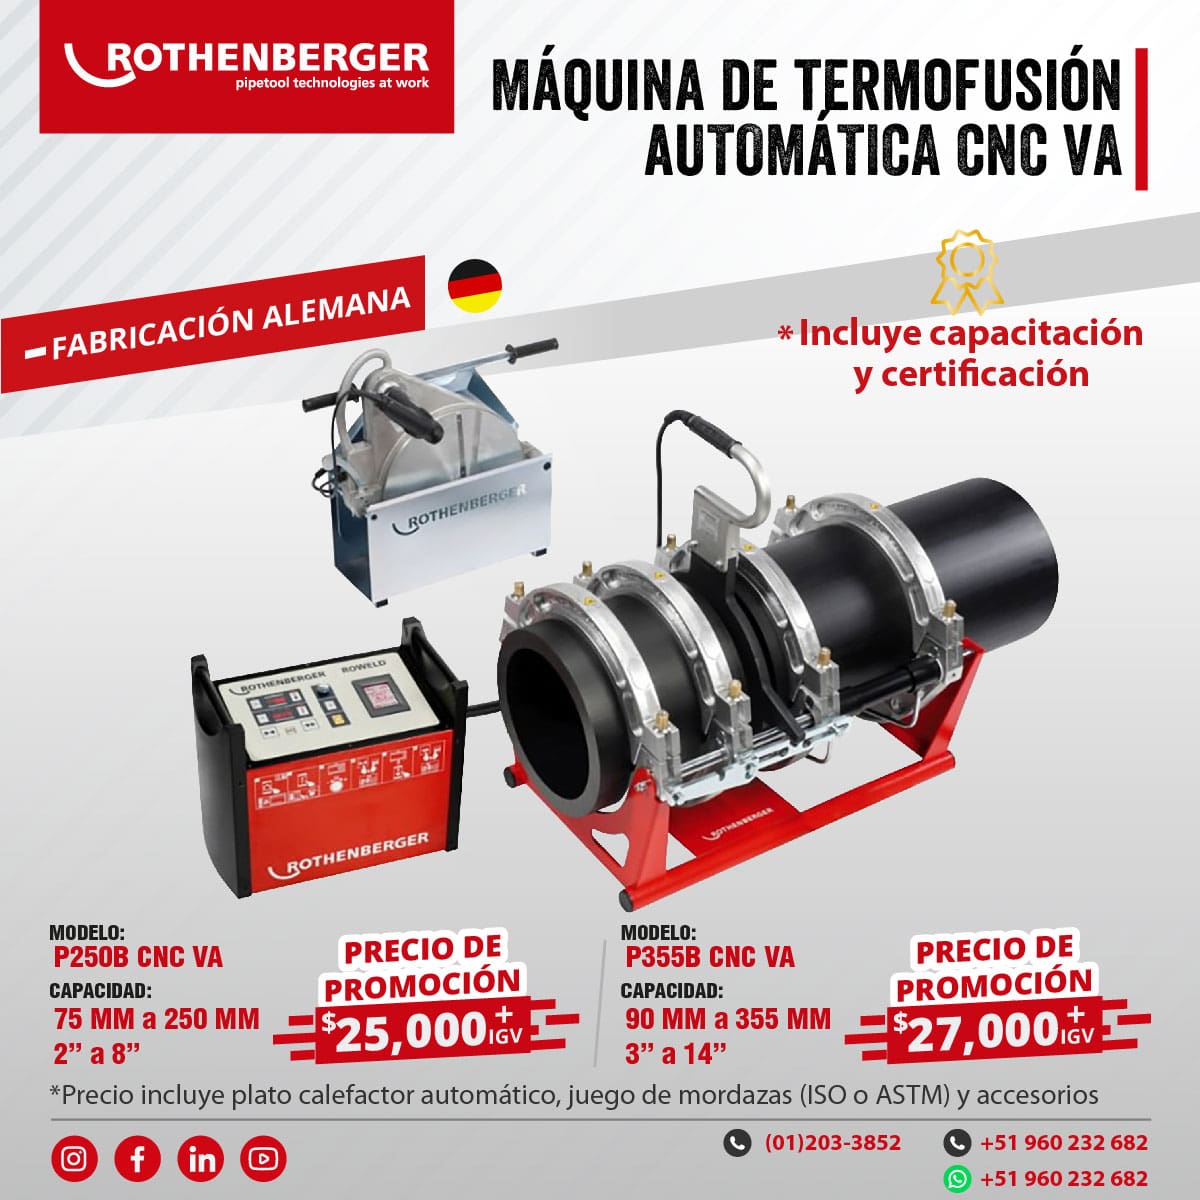 ROTHENBERGER
pipetool technologies at work
MÁQUINA DE TERMOFUSIÓN
AUTOMÁTICA CNC VA
FABRICACIÓN ALEMANA
* Incluye capacitación
y certificación
ROTHENBERGER
ROTHENBERGER ROWELD
ROTHENBERGER
ROTHENBERGER
MODELO:
P250B CNC VA
CAPACIDAD:
75 MM a 250 MM
2” a 8”
PRECIO DE
PROMOCIÓN
$25,000+
IGV
MODELO:
P355B CNC VA
CAPACIDAD:
90 MM a 355 MM
3” a 14”
PRECIO DE
PROMOCIÓN
$27,000+
IGV
*Precio incluye plato calefactor automático, juego de mordazas (ISO o ASTM) y accesorios
(01)203-3852
+51 960 232 682
+51 960 232 682